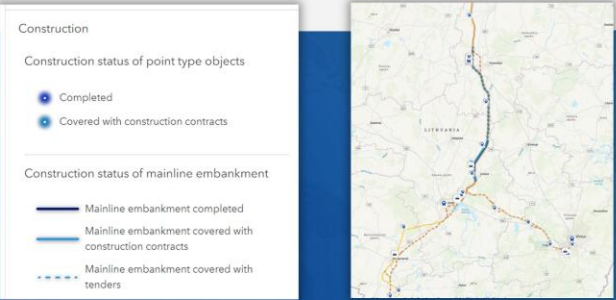 Construction
Construction status of point type objects
Completed
Covered with construction contracts
Construction status of mainline embankment
Mainline embankment completed
Mainline embankment covered with
construction contracts
Mainline embankment covered with
tenders
LITHUANIA